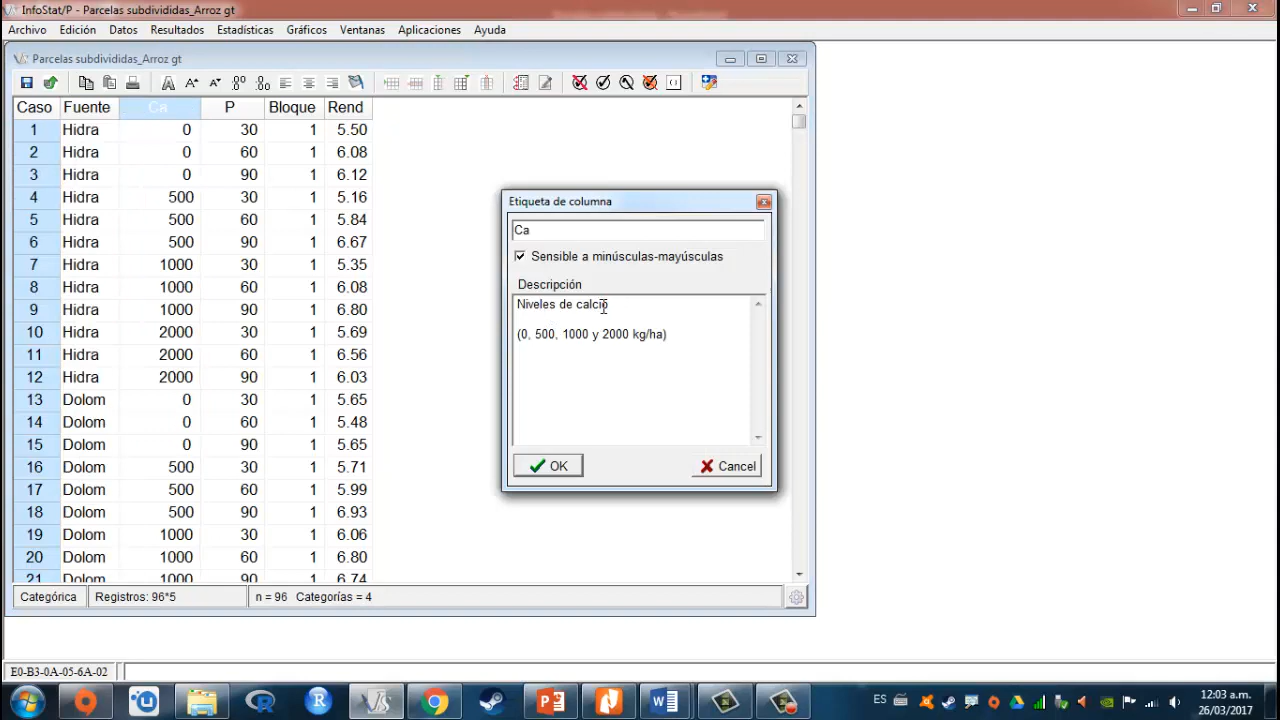 InfoStat/P - Parcelas subdivididas_Arroz gt
Archivo Edición Datos Resultados Estadísticas Gráficos Ventanas Aplicaciones Ayuda
Parcelas subdivididas_Arroz gt
Caso Fuente Ca P Bloque Rend
1 Hidra 0 30 1 5.50
2 Hidra 0 60 1 6.08
3 Hidra 0 90 1 6.12
4 Hidra 500 30 1 5.16
5 Hidra 500 60 1 5.84
6 Hidra 500 90 1 6.67
7 Hidra 1000 30 1 5.35
8 Hidra 1000 60 1 6.08
9 Hidra 1000 90 1 6.80
10 Hidra 2000 30 1 5.69
11 Hidra 2000 60 1 6.56
12 Hidra 2000 90 1 6.03
13 Dolom 0 30 1 5.65
14 Dolom 0 60 1 5.48
15 Dolom 0 90 1 5.65
16 Dolom 500 30 1 5.71
17 Dolom 500 60 1 5.99
18 Dolom 500 90 1 6.93
19 Dolom 1000 30 1 6.06
20 Dolom 1000 60 1 6.80
21 Dolom 1000 90 1 6.74
Categórica Registros: 96*5 n = 96 Categorías = 4
Etiqueta de columna
Ca
Sensible a minúsculas-mayúsculas
Descripción
Niveles de calcio
(0, 500, 1000 y 2000 kg/ha)
OK Cancel
E0-B3-0A-05-6A-02
ES
12:03 a.m.
26/03/2017